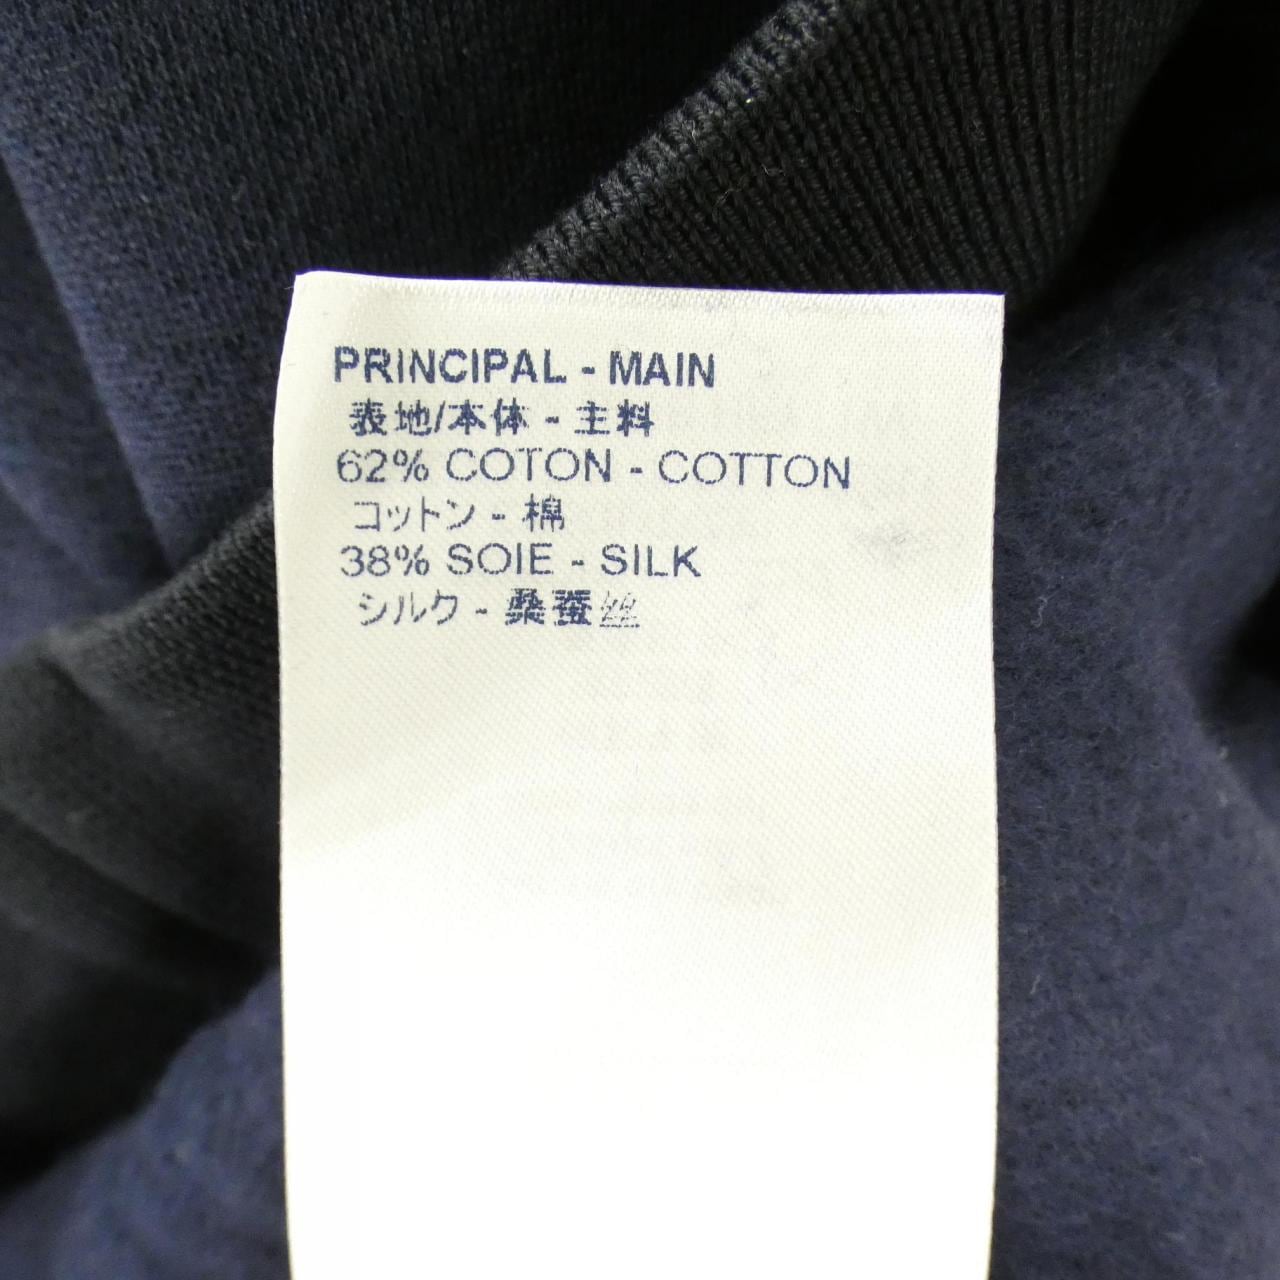 PRINCIPAL - MAIN
表地/本体 - 主料
62% COTON - COTTON
コットン - 棉
38% SOIE - SILK
シルク - 桑蚕丝